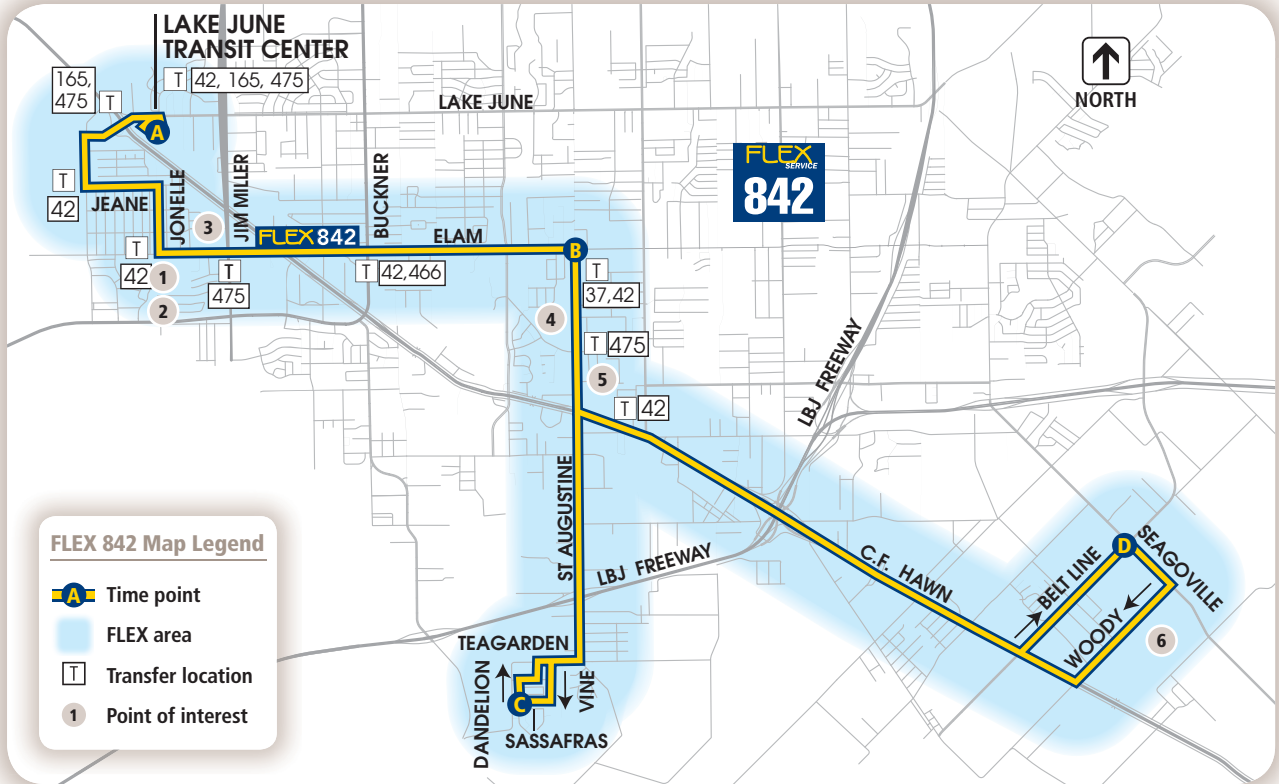 LAKE JUNE
TRANSIT CENTER
T 42, 165, 475
165,
475
T
A
LAKE JUNE
NORTH
FLEX
SERVICE
842
T
42
JEANE
JONELLE
3
JIM MILLER
FLEX 842
BUCKNER
ELAM
B
T
42
1
2
T
475
T 42,466
T
37,42
4
T 475
5
T 42
LBJ FREEWAY
ST AUGUSTINE
LBJ FREEWAY
C.F. HAWN
BELT LINE
D
SEAGOVILLE
WOODY
6
TEAGARDEN
DANDELION
C
VINE
SASSAFRAS
FLEX 842 Map Legend
A Time point
FLEX area
T Transfer location
1 Point of interest